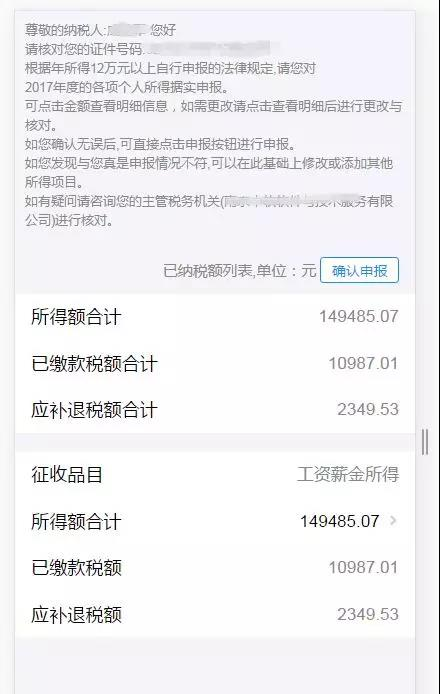 尊敬的纳税人: 您好
请核对您的证件号码.
根据年所得12万元以上自行申报的法律规定,请您对
2017年度的各项个人所得据实申报。
可点击金额查看明细信息，如需更改请点击查看明细后进行更改与
核对。
如您确认无误后,可直接点击申报按钮进行申报。
如您发现与您真是申报情况不符,可以在此基础上修改或添加其他
所得项目。
如有疑问请咨询您的主管税务机关( 服务有限
公司)进行核对。
已纳税额列表,单位：元 确认申报
所得额合计 149485.07
已缴款税额合计 10987.01
应补退税额合计 2349.53
征收品目 工资薪金所得
所得额合计 149485.07 >
已缴款税额 10987.01
应补退税额 2349.53